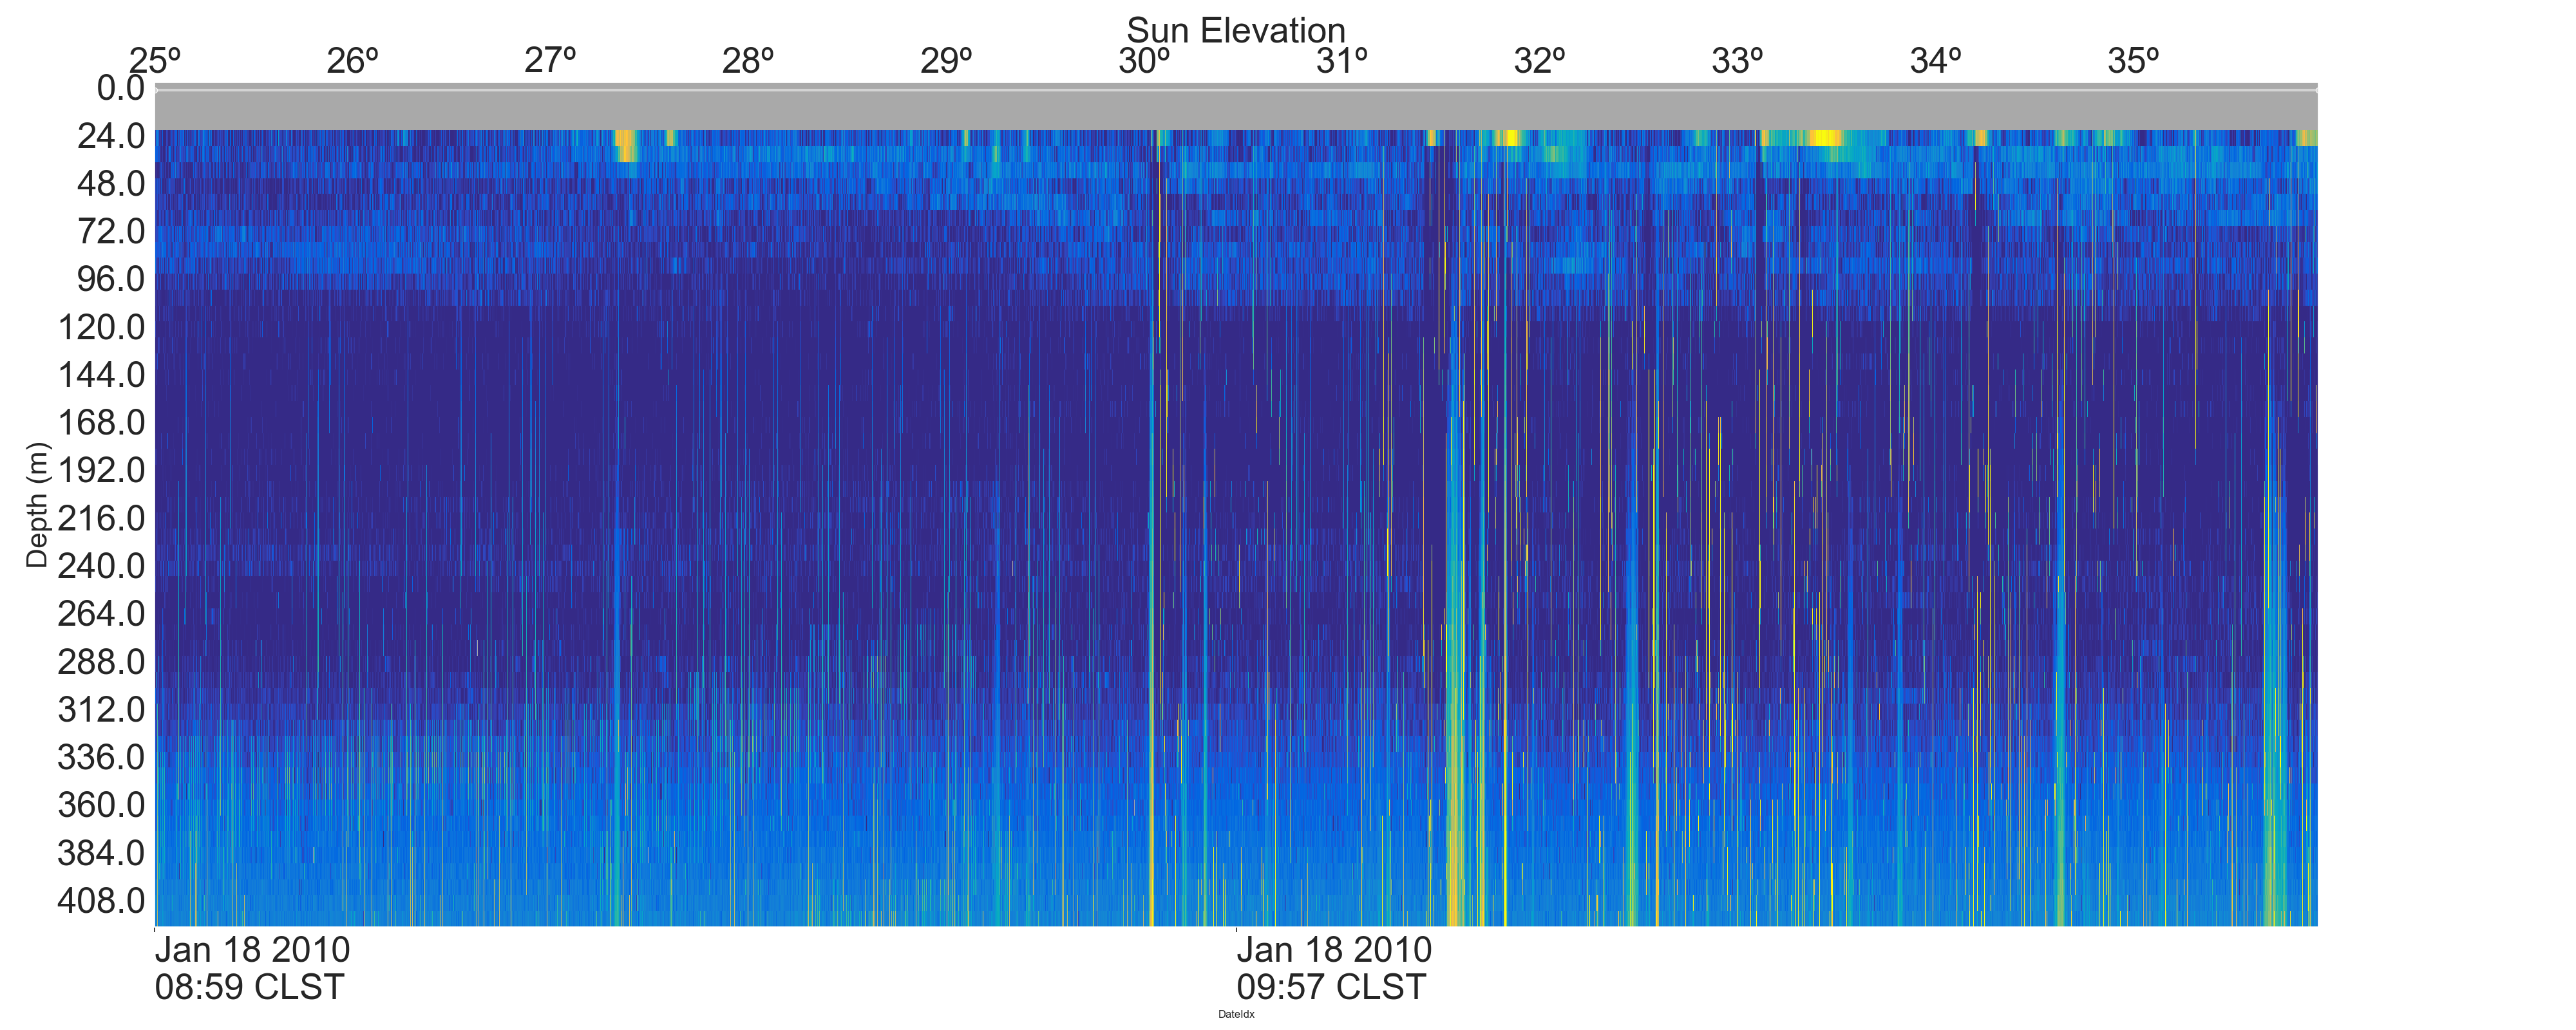 Sun Elevation
25º 26º 27º 28º 29º 30º 31º 32º 33º 34º 35º
0.0
24.0
48.0
72.0
96.0
120.0
144.0
168.0
192.0
216.0
240.0
264.0
288.0
312.0
336.0
360.0
384.0
408.0
Depth (m)
Jan 18 2010
08:59 CLST
Jan 18 2010
09:57 CLST
DateIdx